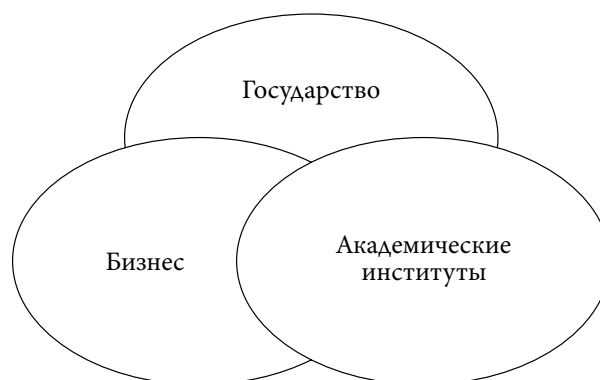 Государство
Бизнес
Академические
институты